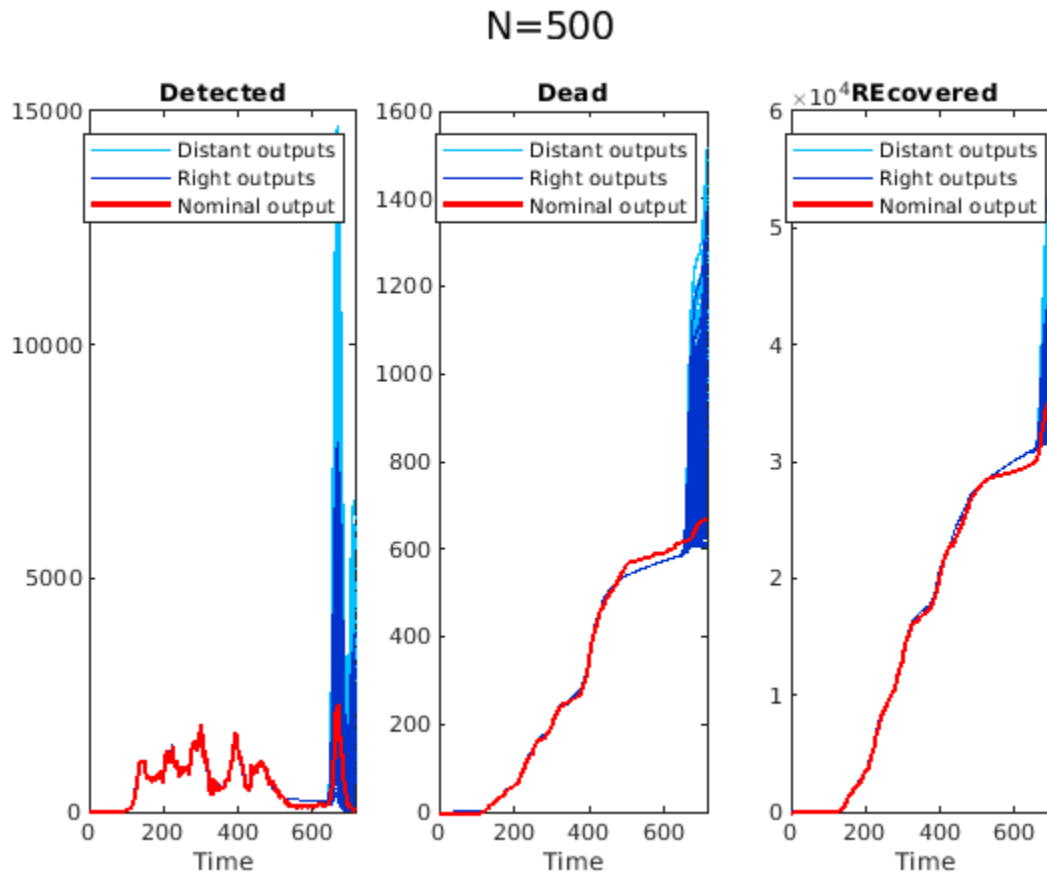 N=500
Detected
15000
10000
5000
0
0
200
400
600
Time
Distant outputs
Right outputs
Nominal output
Dead
1600
1400
1200
1000
800
600
400
200
0
0
200
400
600
Time
Distant outputs
Right outputs
Nominal output
×10⁴REcovered
6
5
4
3
2
1
0
0
200
400
600
Time
Distant outputs
Right outputs
Nominal output